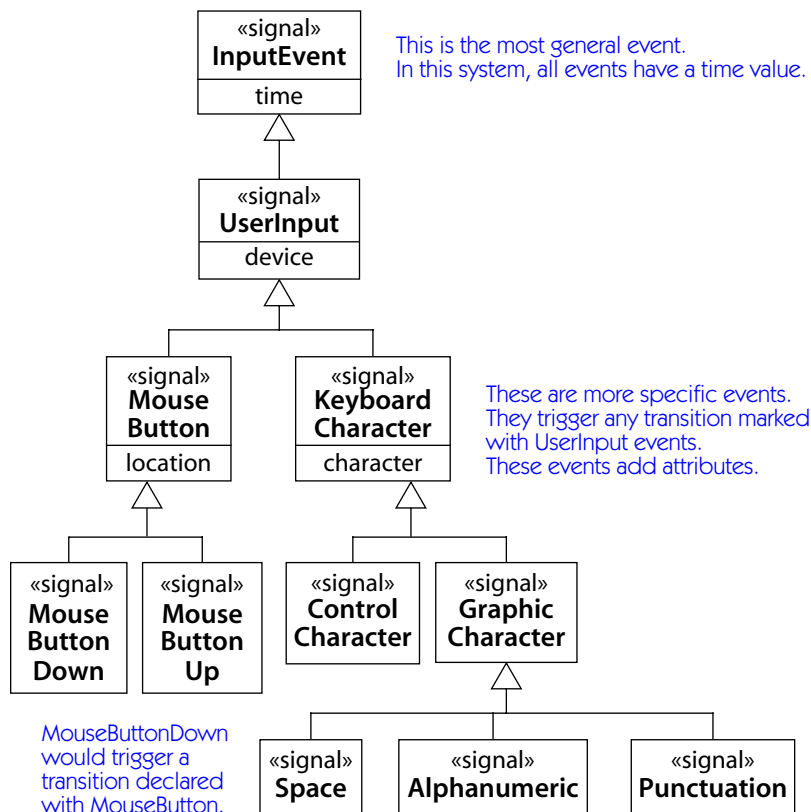 «signal»
InputEvent
time
This is the most general event.
In this system, all events have a time value.
«signal»
UserInput
device
«signal»
Mouse
Button
location
«signal»
Keyboard
Character
character
These are more specific events.
They trigger any transition marked
with UserInput events.
These events add attributes.
«signal»
Mouse
Button
Down
«signal»
Mouse
Button
Up
«signal»
Control
Character
«signal»
Graphic
Character
MouseButtonDown
would trigger a
transition declared
with MouseButton.
«signal»
Space
«signal»
Alphanumeric
«signal»
Punctuation